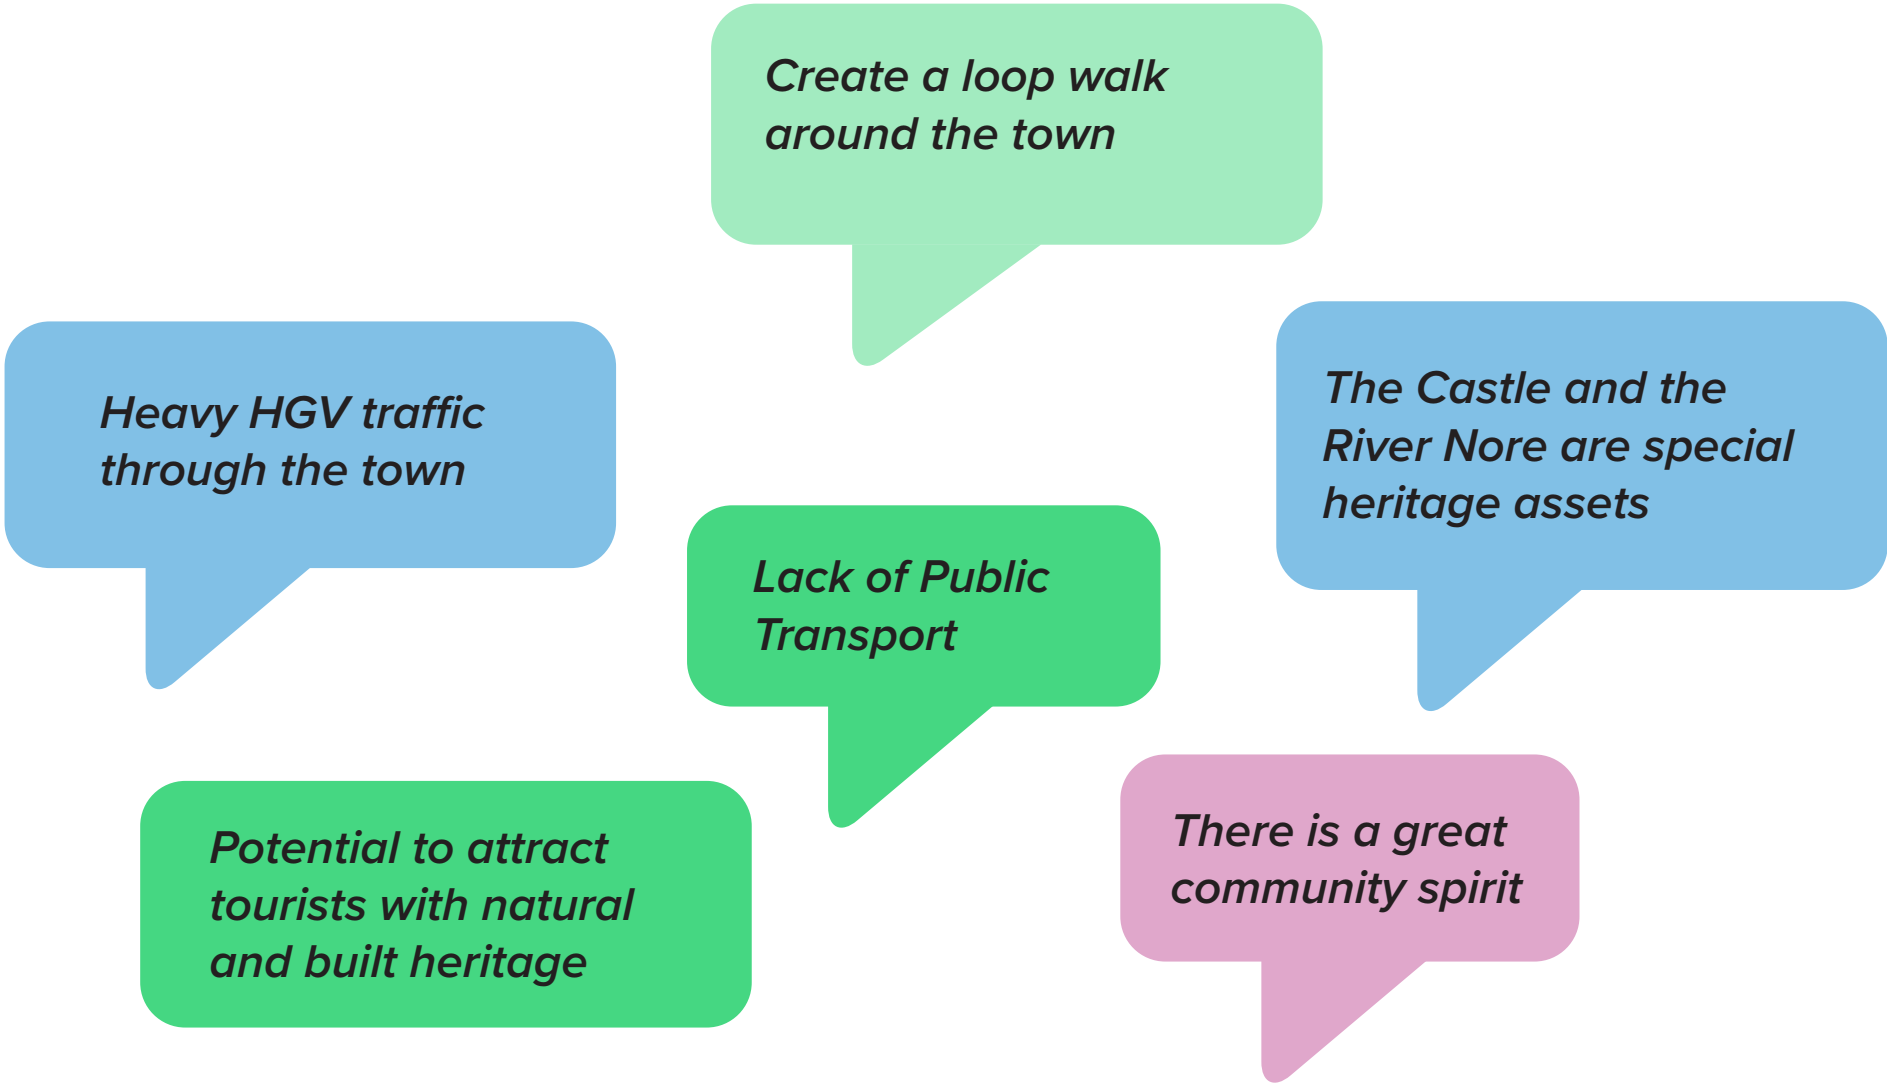 Create a loop walk
around the town
Heavy HGV traffic
through the town
The Castle and the
River Nore are special
heritage assets
Lack of Public
Transport
Potential to attract
tourists with natural
and built heritage
There is a great
community spirit